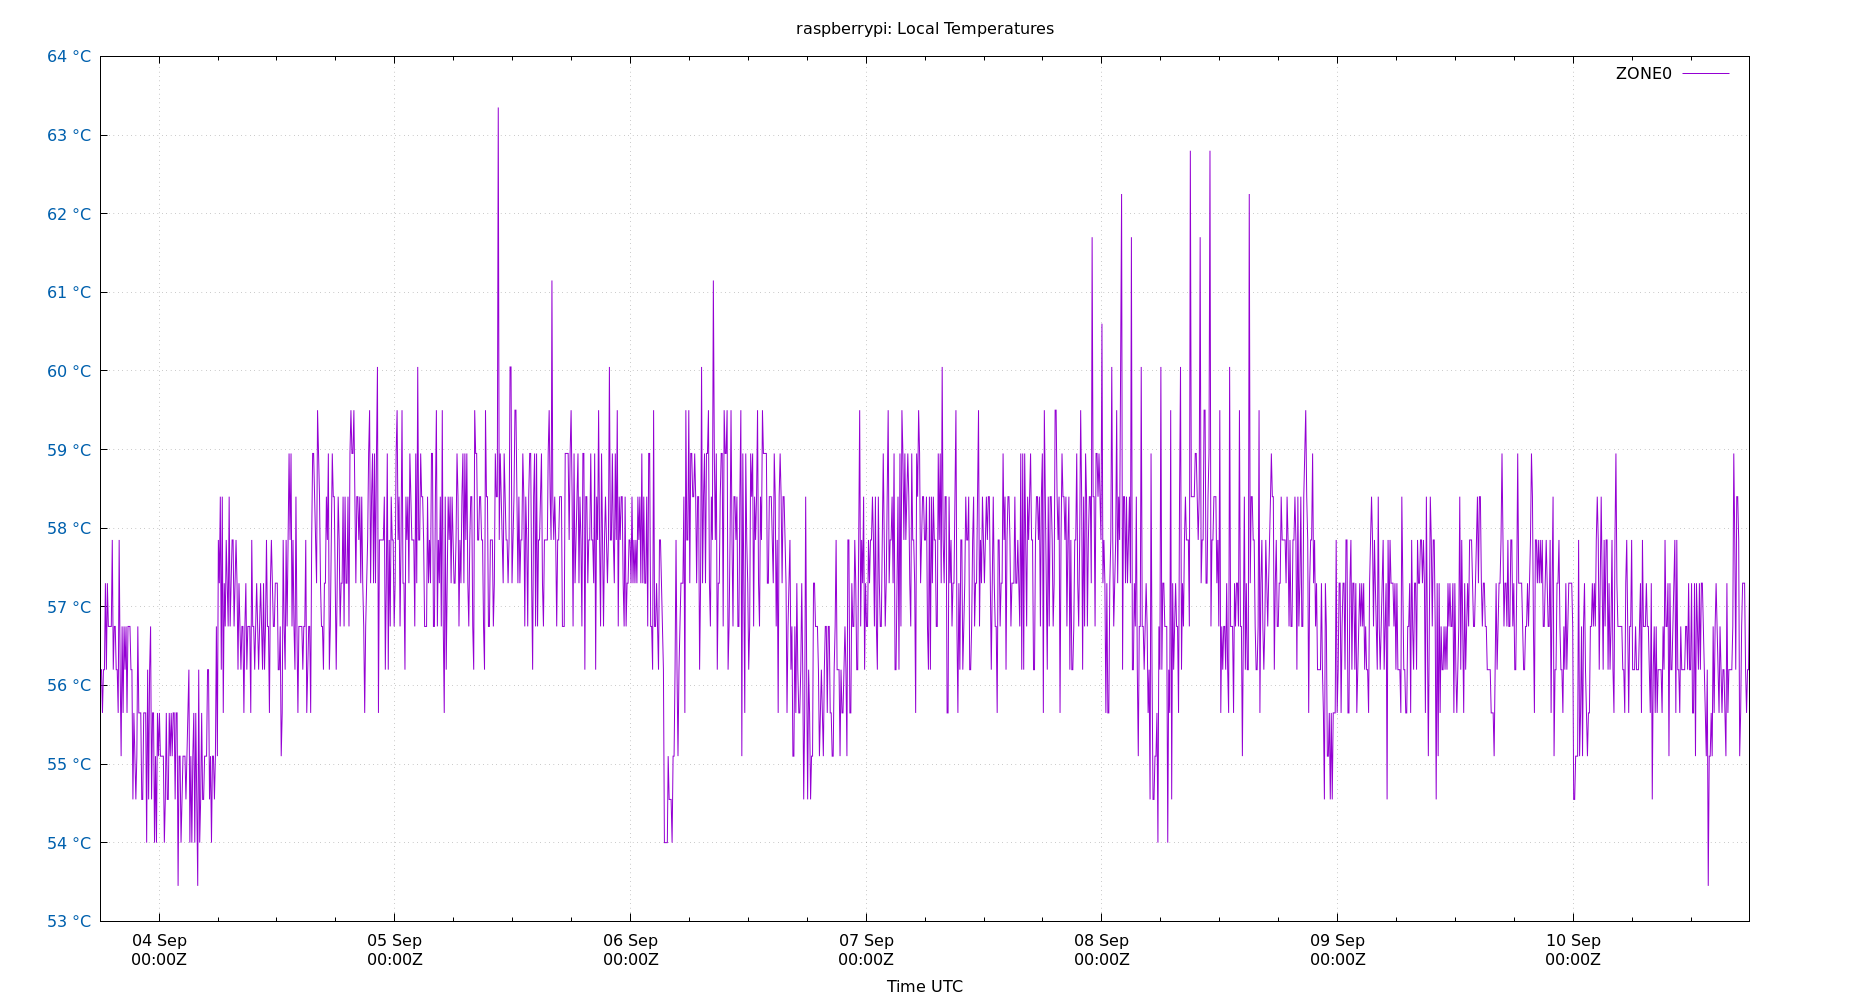 raspberrypi: Local Temperatures
ZONE0
64 °C
63 °C
62 °C
61 °C
60 °C
59 °C
58 °C
57 °C
56 °C
55 °C
54 °C
53 °C
04 Sep 05 Sep 06 Sep 07 Sep 08 Sep 09 Sep 10 Sep
00:00Z 00:00Z 00:00Z 00:00Z 00:00Z 00:00Z 00:00Z
Time UTC